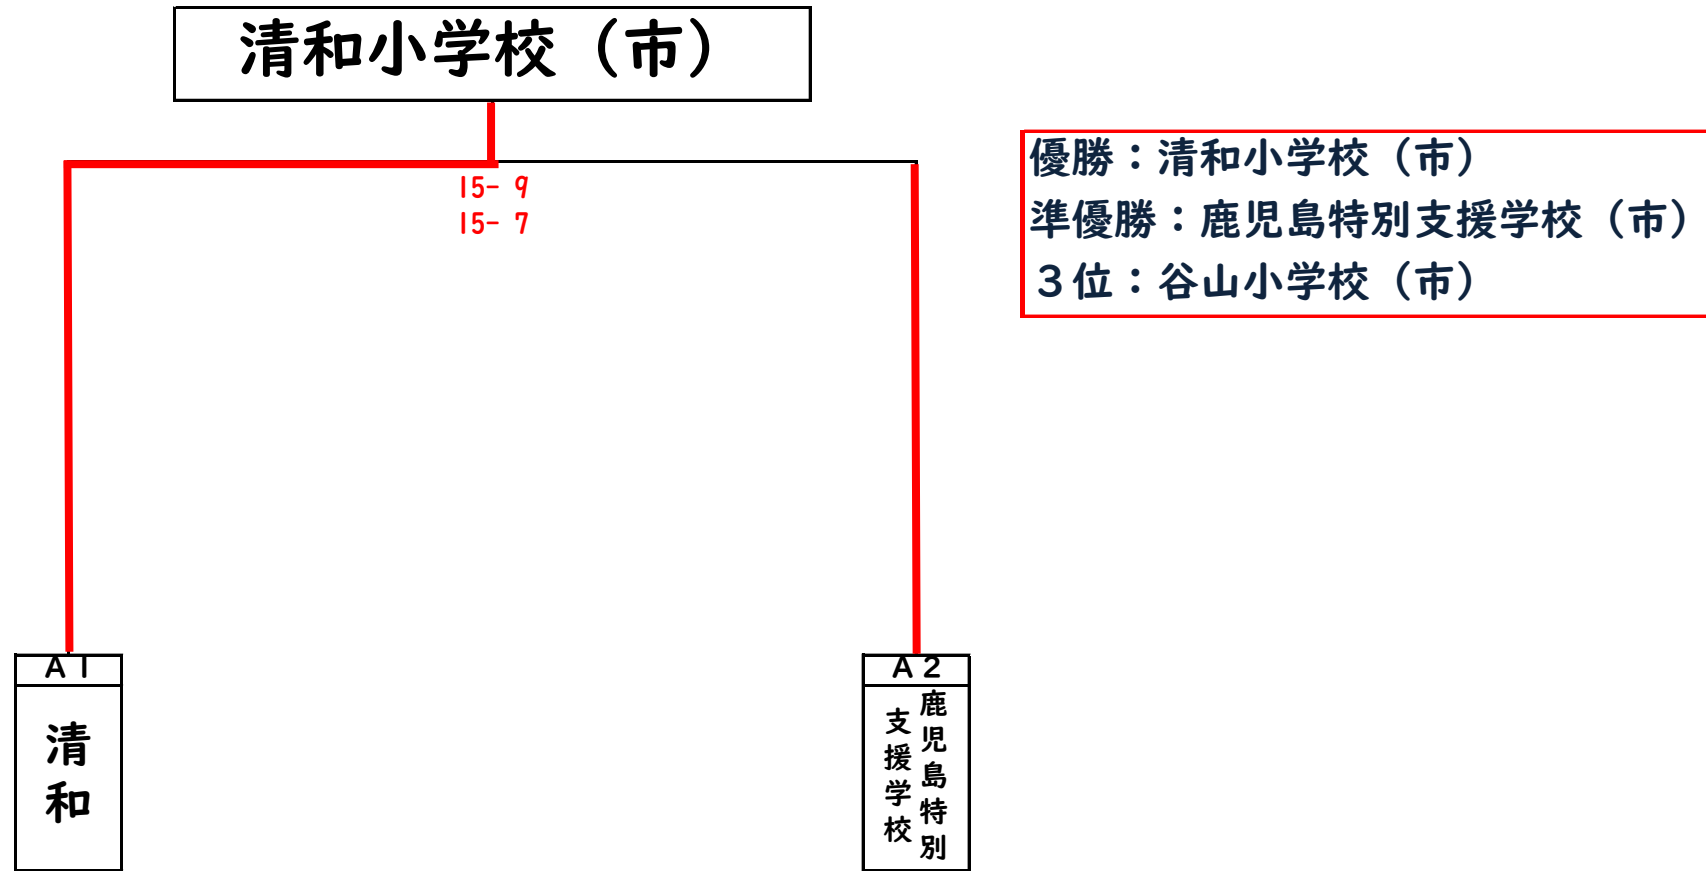 清和小学校（市）
15- 9
15- 7
優勝：清和小学校（市）
準優勝：鹿児島特別支援学校（市）
３位：谷山小学校（市）
A1
清和
A2
鹿児島特別
支援学校